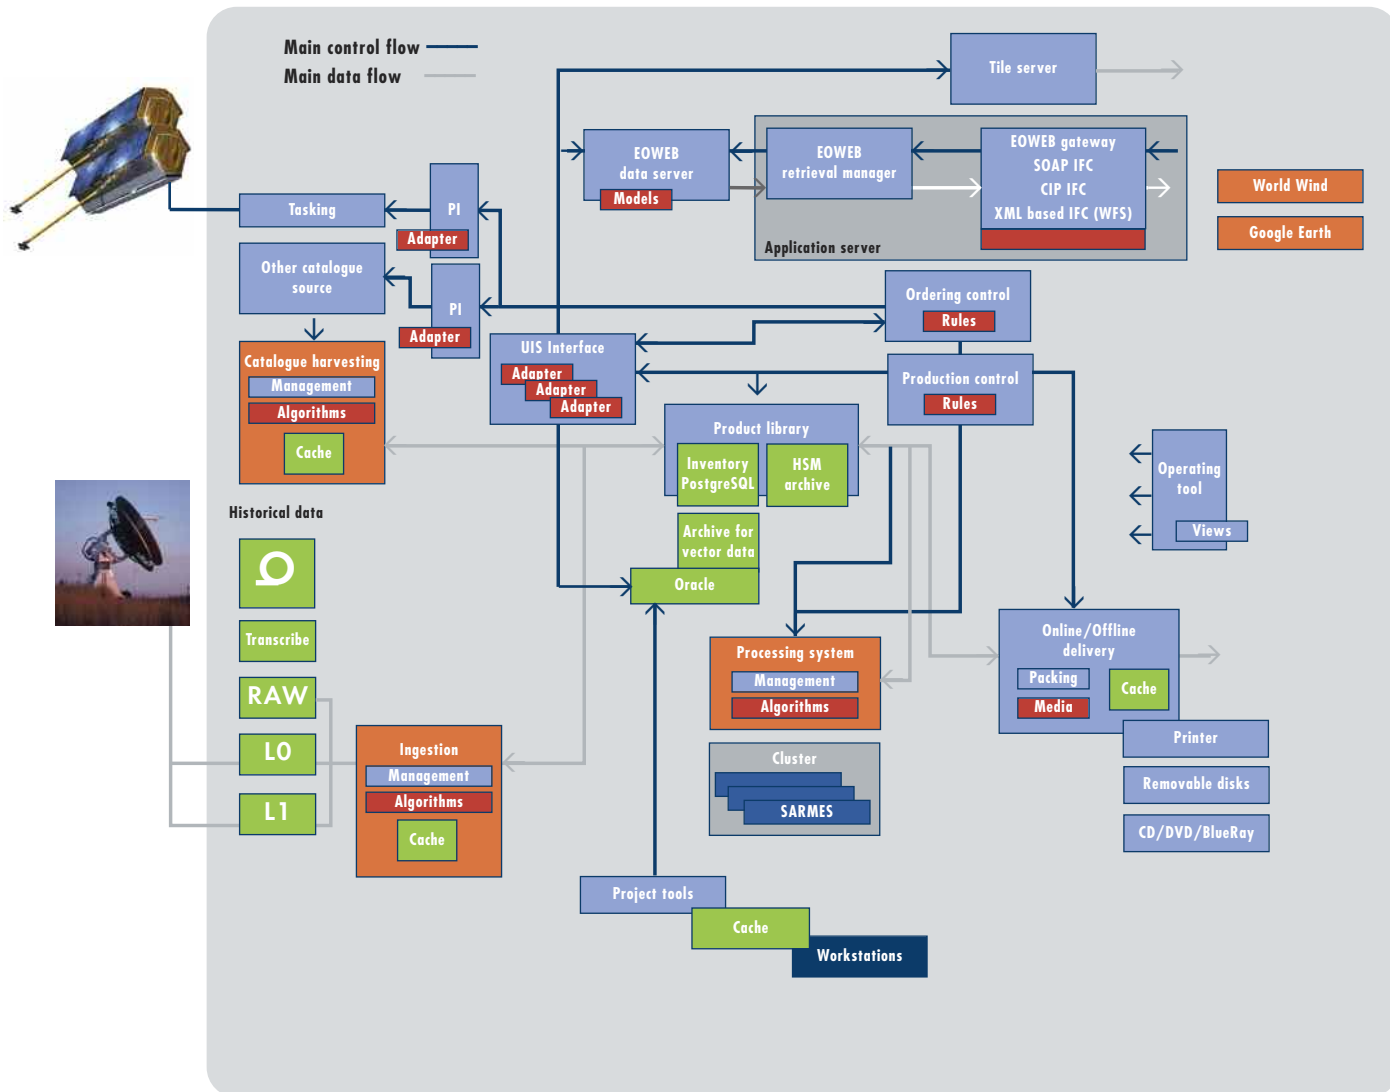 Main control flow
Main data flow
Tile server
EOWEB
data server
Models
EOWEB
retrieval manager
EOWEB gateway
SOAP IFC
CIP IFC
XML based IFC (WFS)
Application server
World Wind
Google Earth
Tasking
PI
Adapter
Other catalogue
source
PI
Adapter
Ordering control
Rules
UIS Interface
Adapter
Adapter
Adapter
Production control
Rules
Catalogue harvesting
Management
Algorithms
Cache
Product library
Inventory
PostgreSQL
HSM
archive
Archive for
vector data
Oracle
Operating
tool
Views
Historical data
Transcribe
RAW
L0
L1
Ingestion
Management
Algorithms
Cache
Processing system
Management
Algorithms
Cluster
SARMES
Online/Offline
delivery
Packing
Media
Cache
Printer
Removable disks
CD/DVD/BlueRay
Project tools
Cache
Workstations